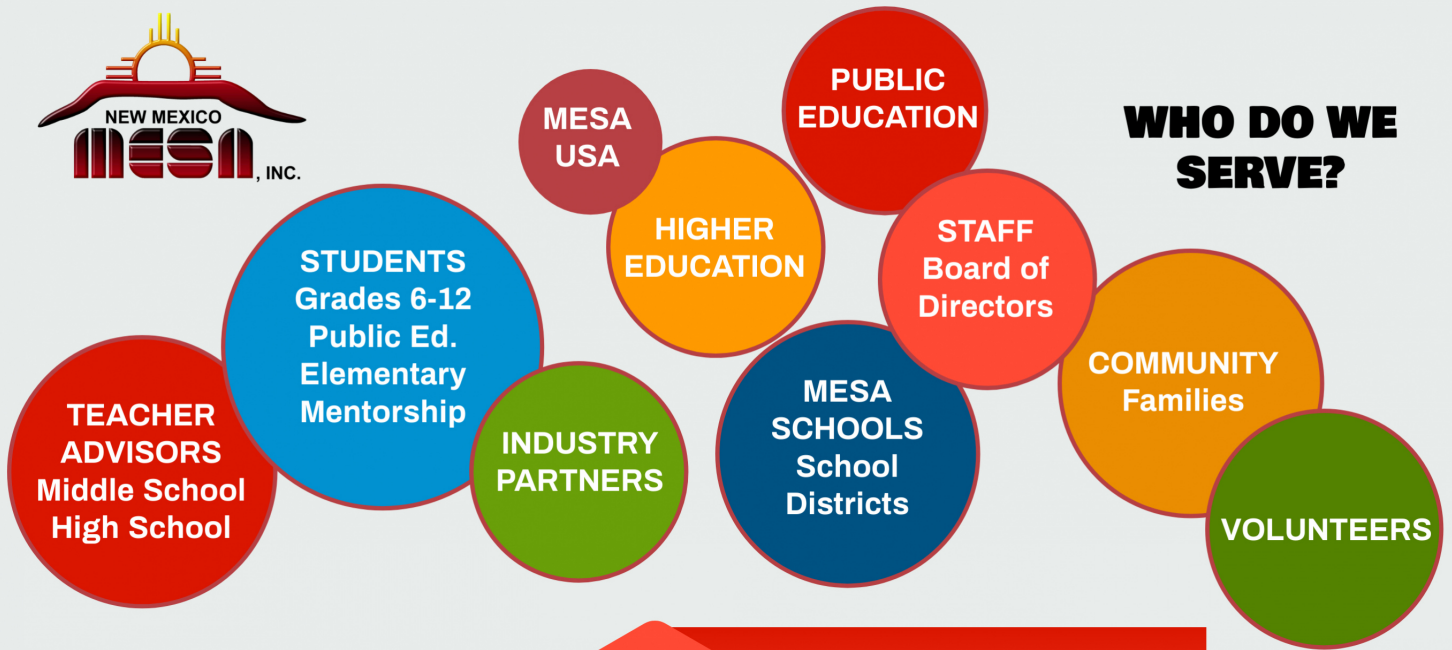 NEW MEXICO
MESA, INC.
WHO DO WE
SERVE?
MESA
USA
PUBLIC
EDUCATION
HIGHER
EDUCATION
STAFF
Board of
Directors
STUDENTS
Grades 6-12
Public Ed.
Elementary
Mentorship
TEACHER
ADVISORS
Middle School
High School
INDUSTRY
PARTNERS
MESA
SCHOOLS
School
Districts
COMMUNITY
Families
VOLUNTEERS